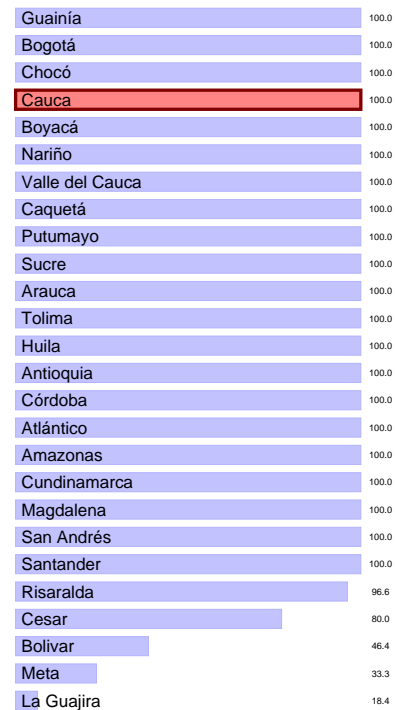 Guainía 100.0
Bogotá 100.0
Chocó 100.0
Cauca 100.0
Boyacá 100.0
Nariño 100.0
Valle del Cauca 100.0
Caquetá 100.0
Putumayo 100.0
Sucre 100.0
Arauca 100.0
Tolima 100.0
Huila 100.0
Antioquia 100.0
Córdoba 100.0
Atlántico 100.0
Amazonas 100.0
Cundinamarca 100.0
Magdalena 100.0
San Andrés 100.0
Santander 100.0
Risaralda 96.6
Cesar 80.0
Bolivar 46.4
Meta 33.3
La Guajira 18.4